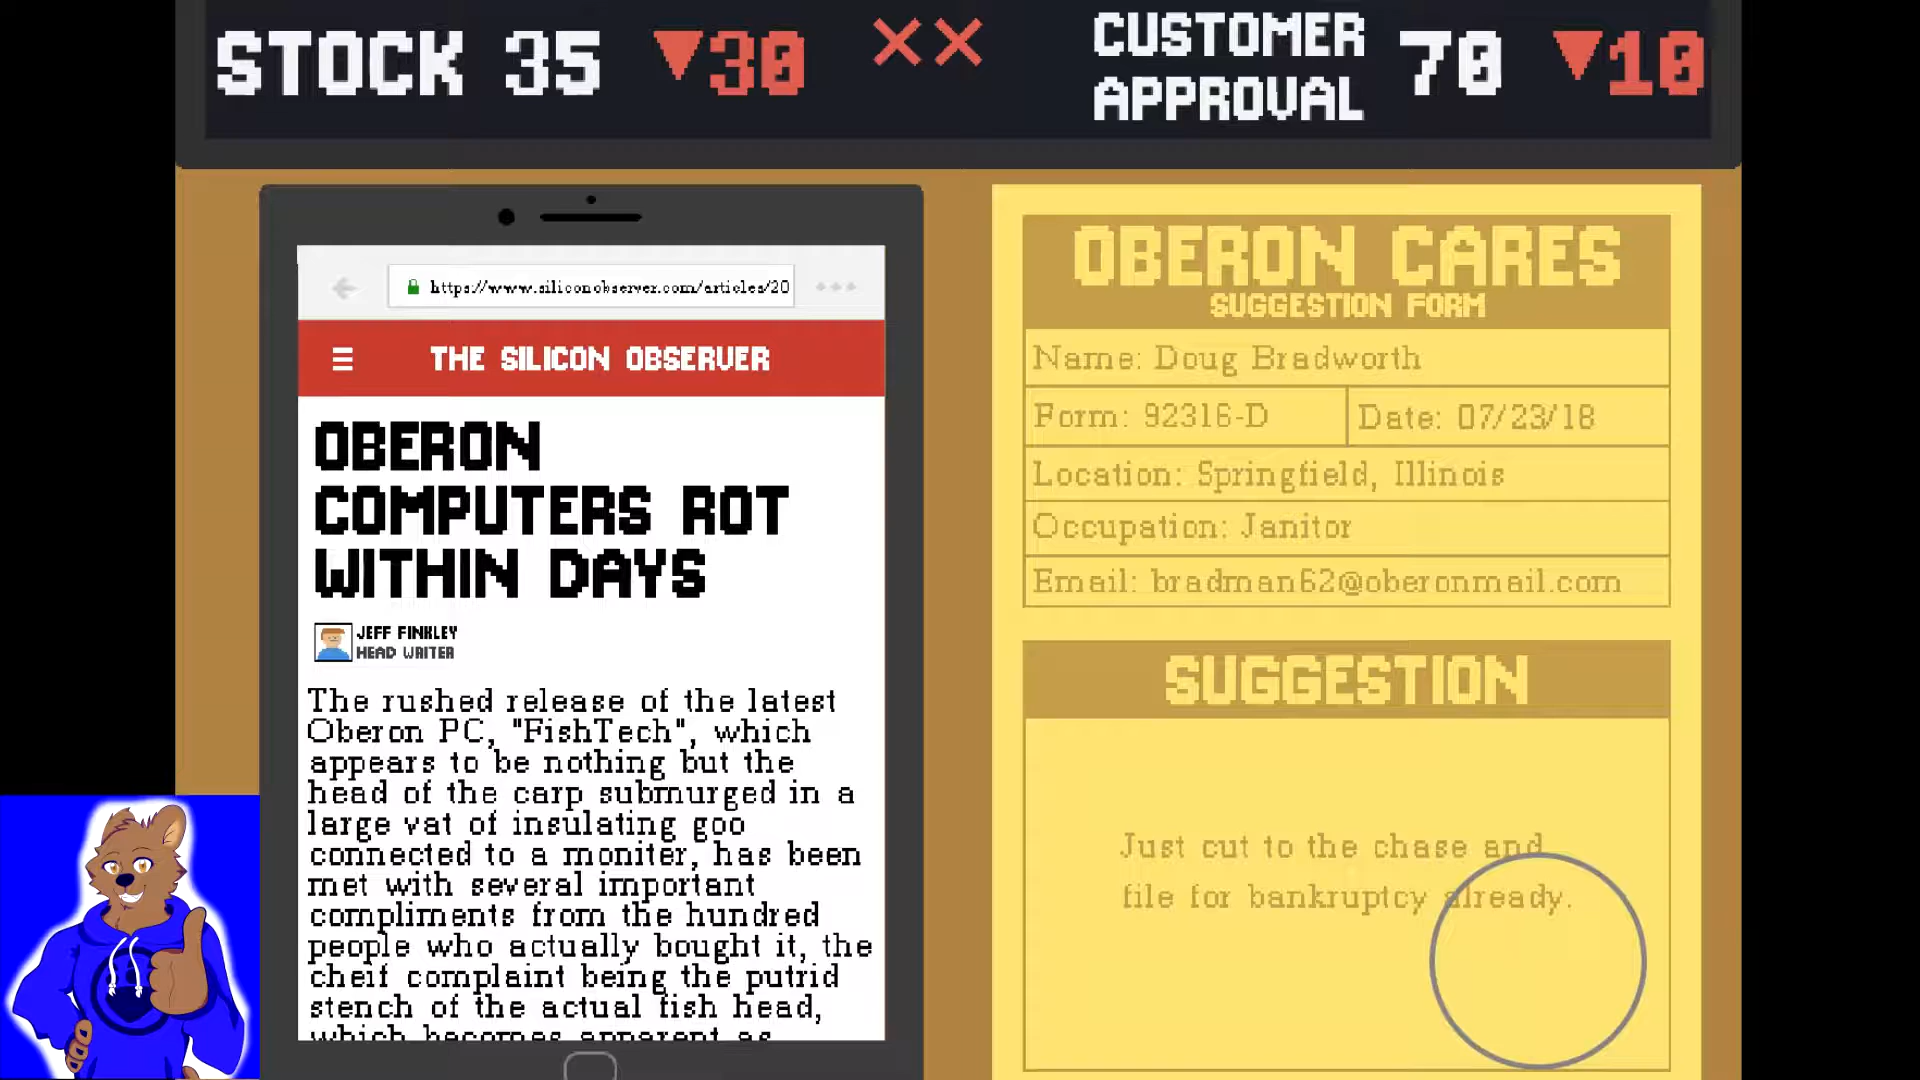 STOCK 35 ▼30 XX CUSTOMER APPROVAL 70 ▼10
https://www.siliconobserver.com/articles/20
THE SILICON OBSERVER
OBERON
COMPUTERS ROT
WITHIN DAYS
JEFF FINKLEY
HEAD WRITER
The rushed release of the latest
Oberon PC, "FishTech", which
appears to be nothing but the
head of the carp submurged in a
large vat of insulating goo
connected to a moniter, has been
met with several important
compliments from the hundred
people who actually bought it, the
cheif complaint being the putrid
stench of the actual fish head,
which becomes apparent as
OBERON CARES
SUGGESTION FORM
Name: Doug Bradworth
Form: 92316-D
Date: 07/23/18
Location: Springfield, Illinois
Occupation: Janitor
Email: bradman62@oberonmail.com
SUGGESTION
Just cut to the chase and
file for bankruptcy already.